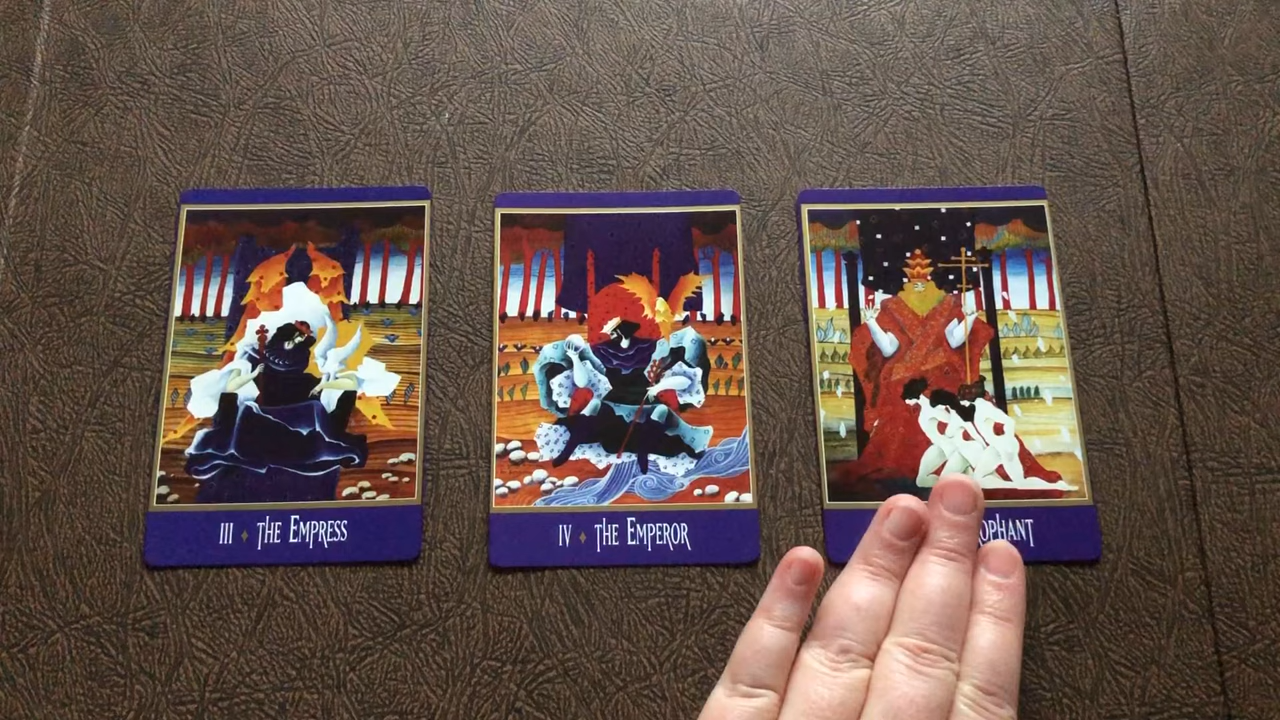 III ♦ THE EMPRESS
IV ♦ THE EMPEROR